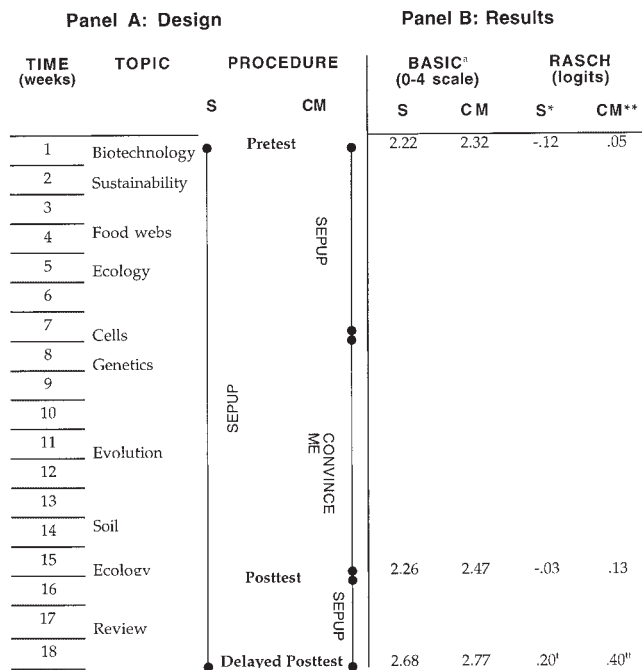 Panel A: Design Panel B: Results
TIME TOPIC PROCEDURE BASICª RASCH
(weeks) (0-4 scale) (logits)
S CM S CM S* CM**
1 Biotechnology Pretest 2.22 2.32 -.12 .05
2 Sustainability
3
4 Food webs
SEPUP
5 Ecology
6
7 Cells
8 Genetics
9
10
SEPUP
11 Evolution
CONVINCE
ME
12
13
14 Soil
15 Ecology Posttest 2.26 2.47 -.03 .13
16
17 Review
SEPUP
18 Delayed Posttest 2.68 2.77 .20ᵗ .40ᵗᵗ